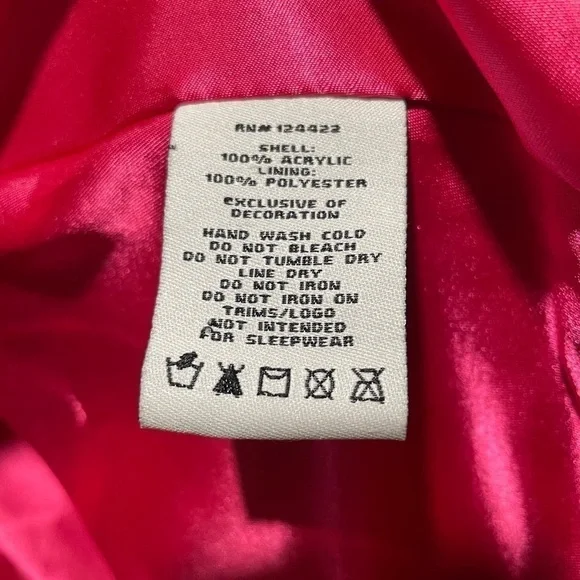 RN# 124422
SHELL:
100% ACRYLIC
LINING:
100% POLYESTER
EXCLUSIVE OF
DECORATION
HAND WASH COLD
DO NOT BLEACH
DO NOT TUMBLE DRY
LINE DRY
DO NOT IRON
DO NOT IRON ON
TRIMS/LOGO
NOT INTENDED
FOR SLEEPWEAR